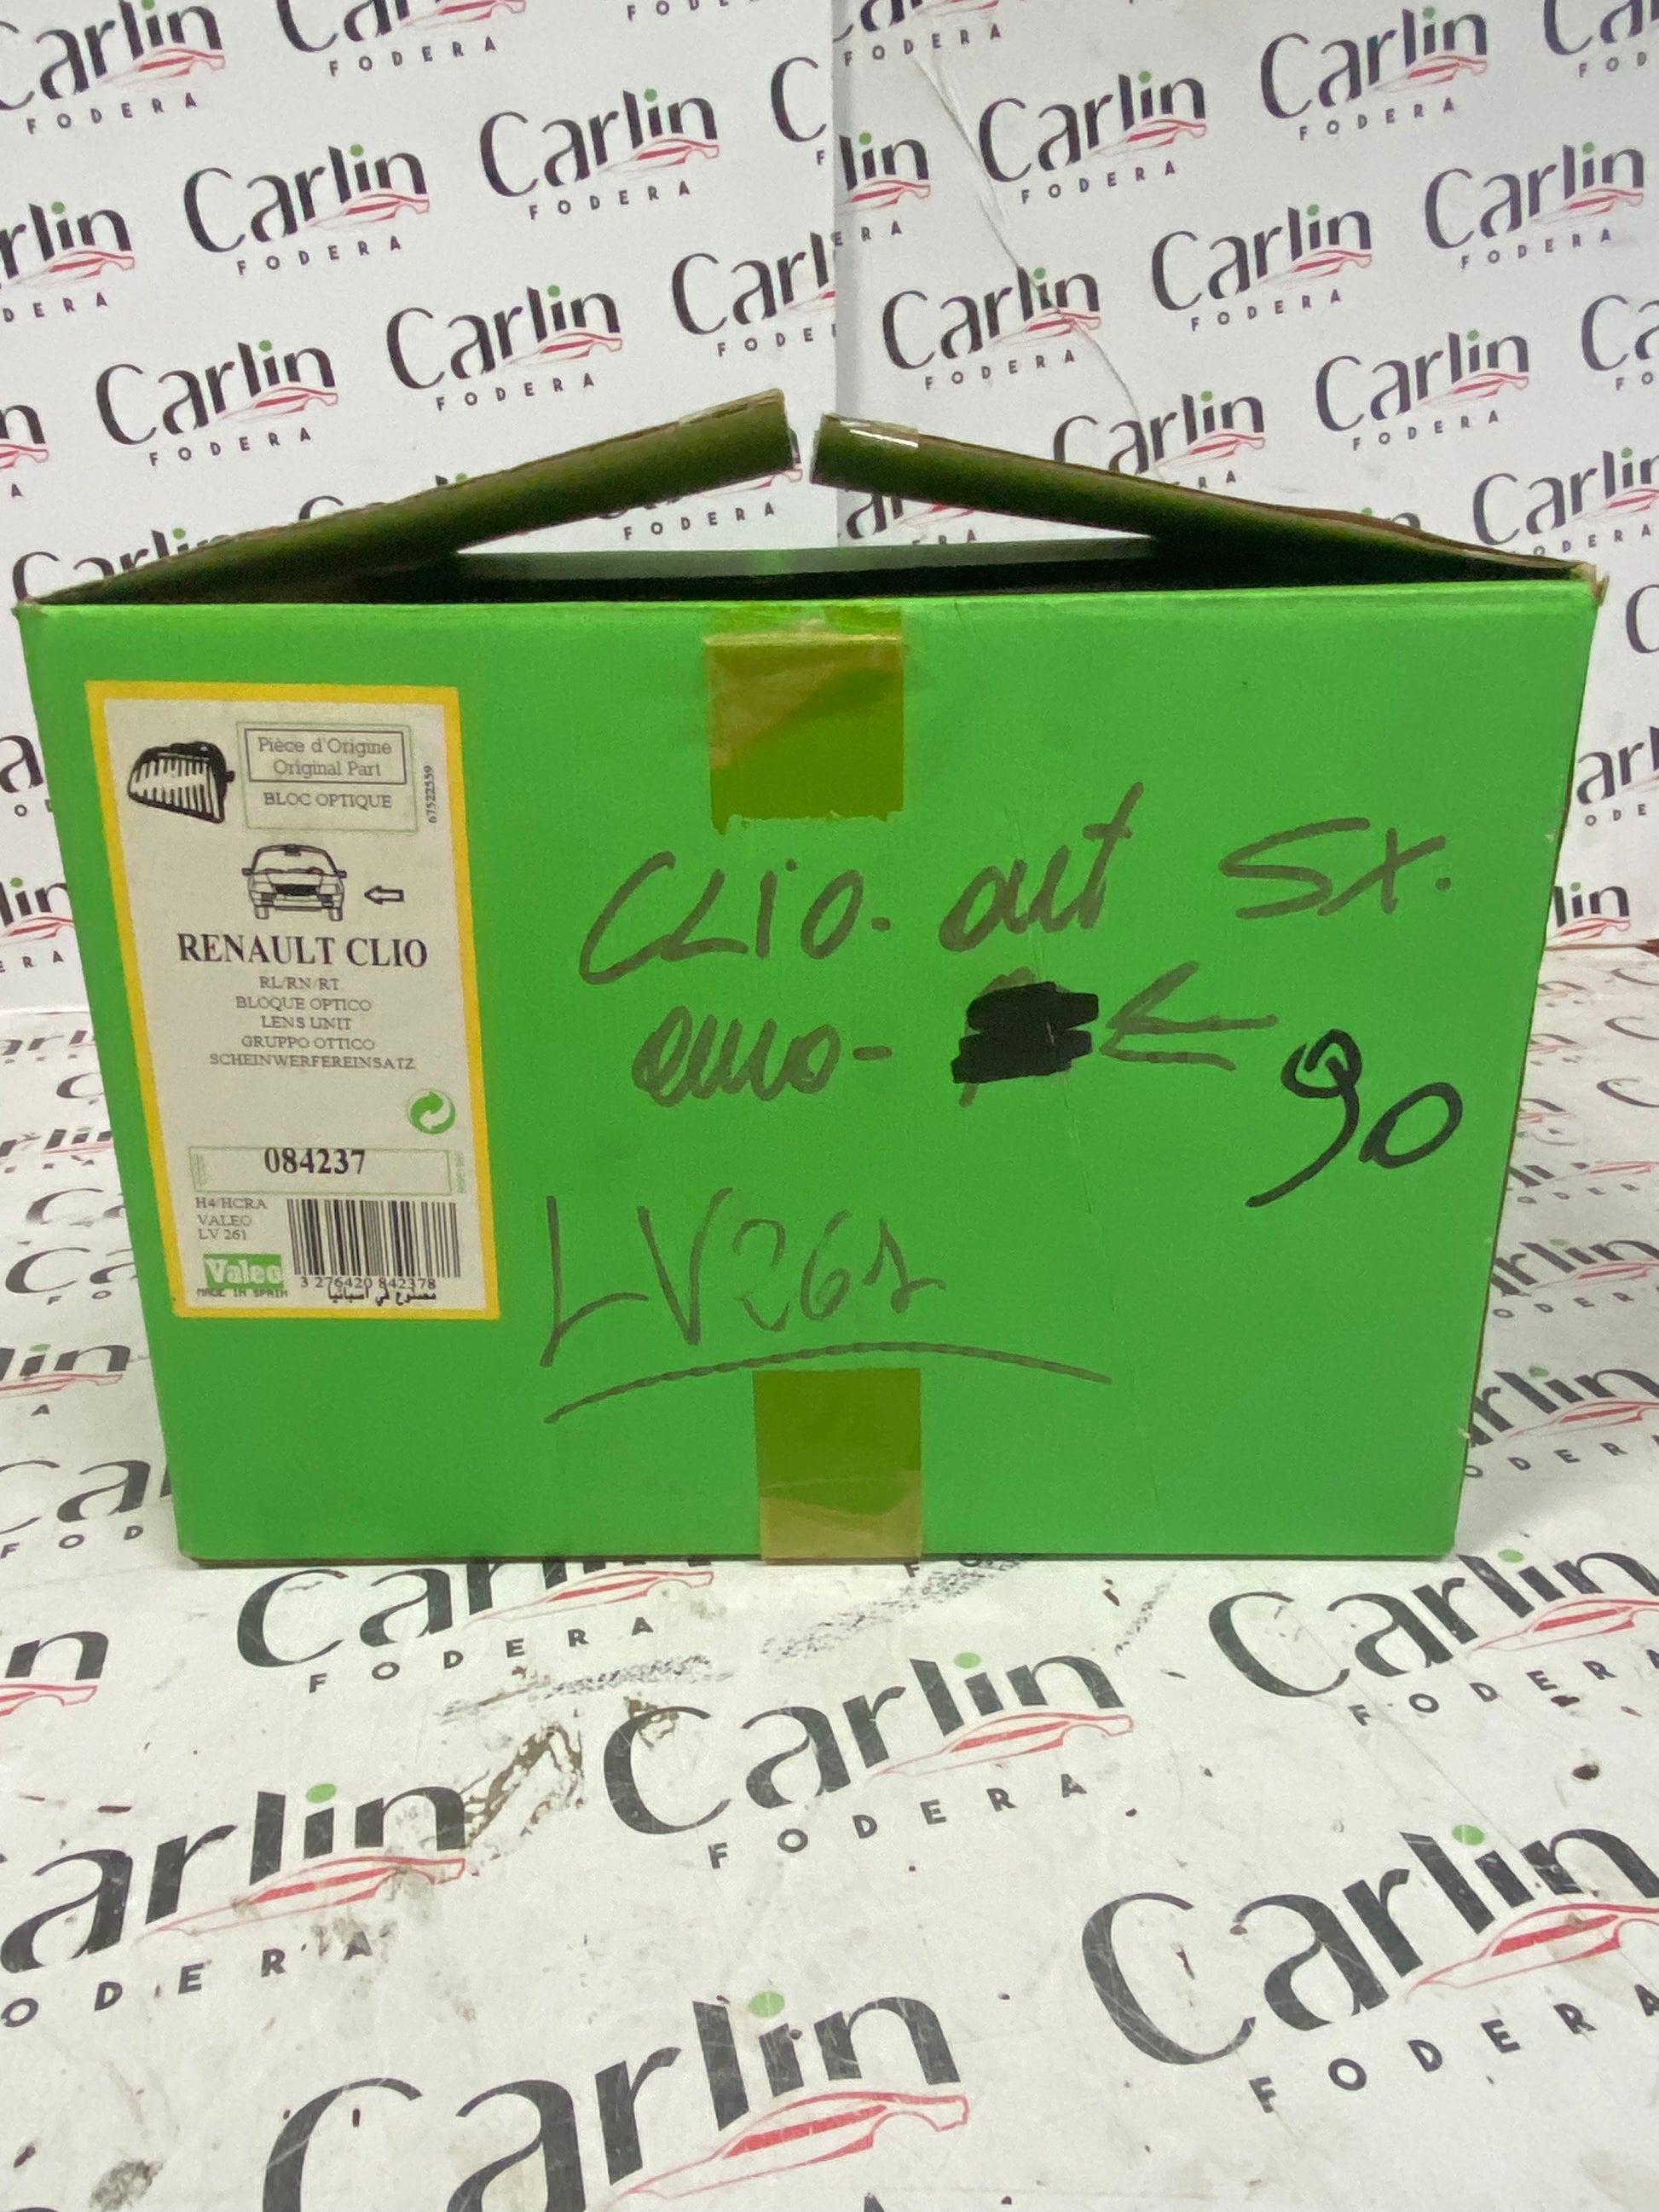 Pièce d'Origine
Original Part
BLOC OPTIQUE
67522559
RENAULT CLIO
RL/RN/RT
BLOQUE OPTICO
LENS UNIT
GRUPPO OTTICO
SCHEINWERFEREINSATZ
084237
H4/HCRA
VALEO
LV 261
Valeo
MADE IN SPAIN
3 276420 842378
مصنوع في اسبانيا
CLIO. ant SX.
euro-
90
LV261
Carlin
FODERA